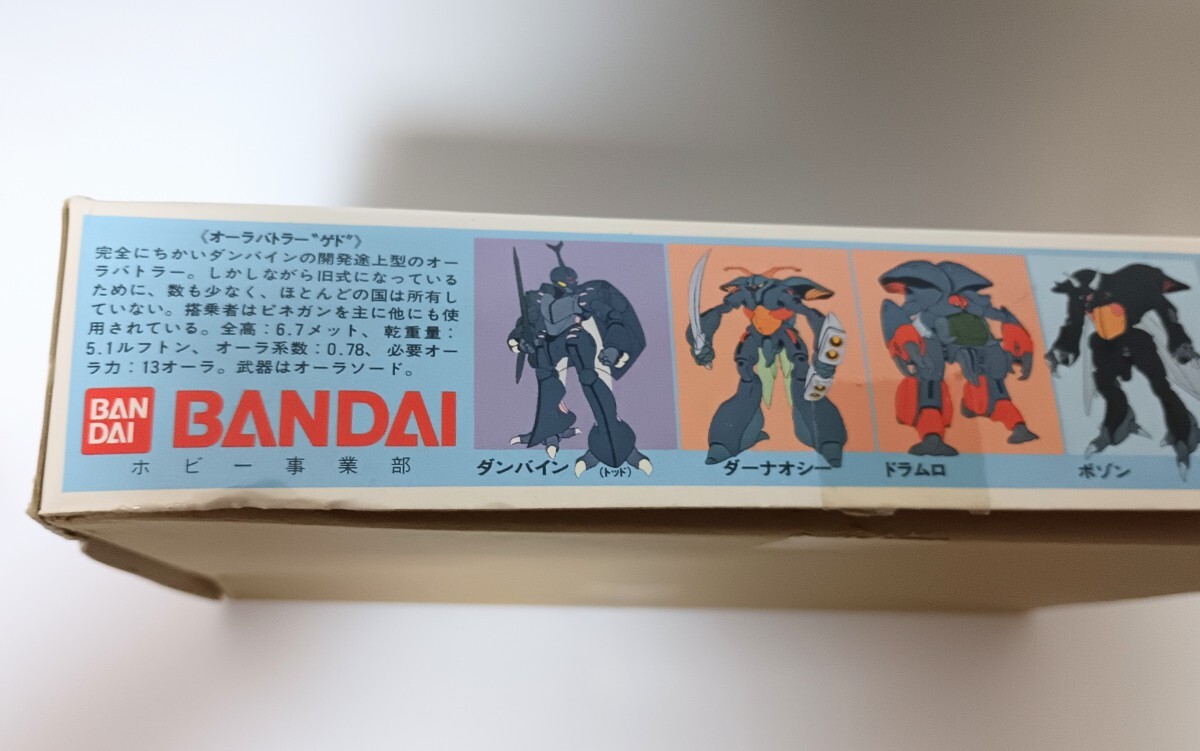 《オーラバトラー"ゲド"》
完全にちかいダンバインの開発途上型のオー
ラバトラー。しかしながら旧式になっている
ために、数も少なく、ほとんどの国は所有し
ていない。搭乗者はビネガンを主に他にも使
用されている。全高：6.7メット、乾重量：
5.1ルフトン、オーラ系数：0.78、必要オー
ラ力：13オーラ。武器はオーラソード。
BAN
DAI
BANDAI
ホビー事業部
ダンバイン (トッド)
ダーナオシー
ドラムロ
ボゾン